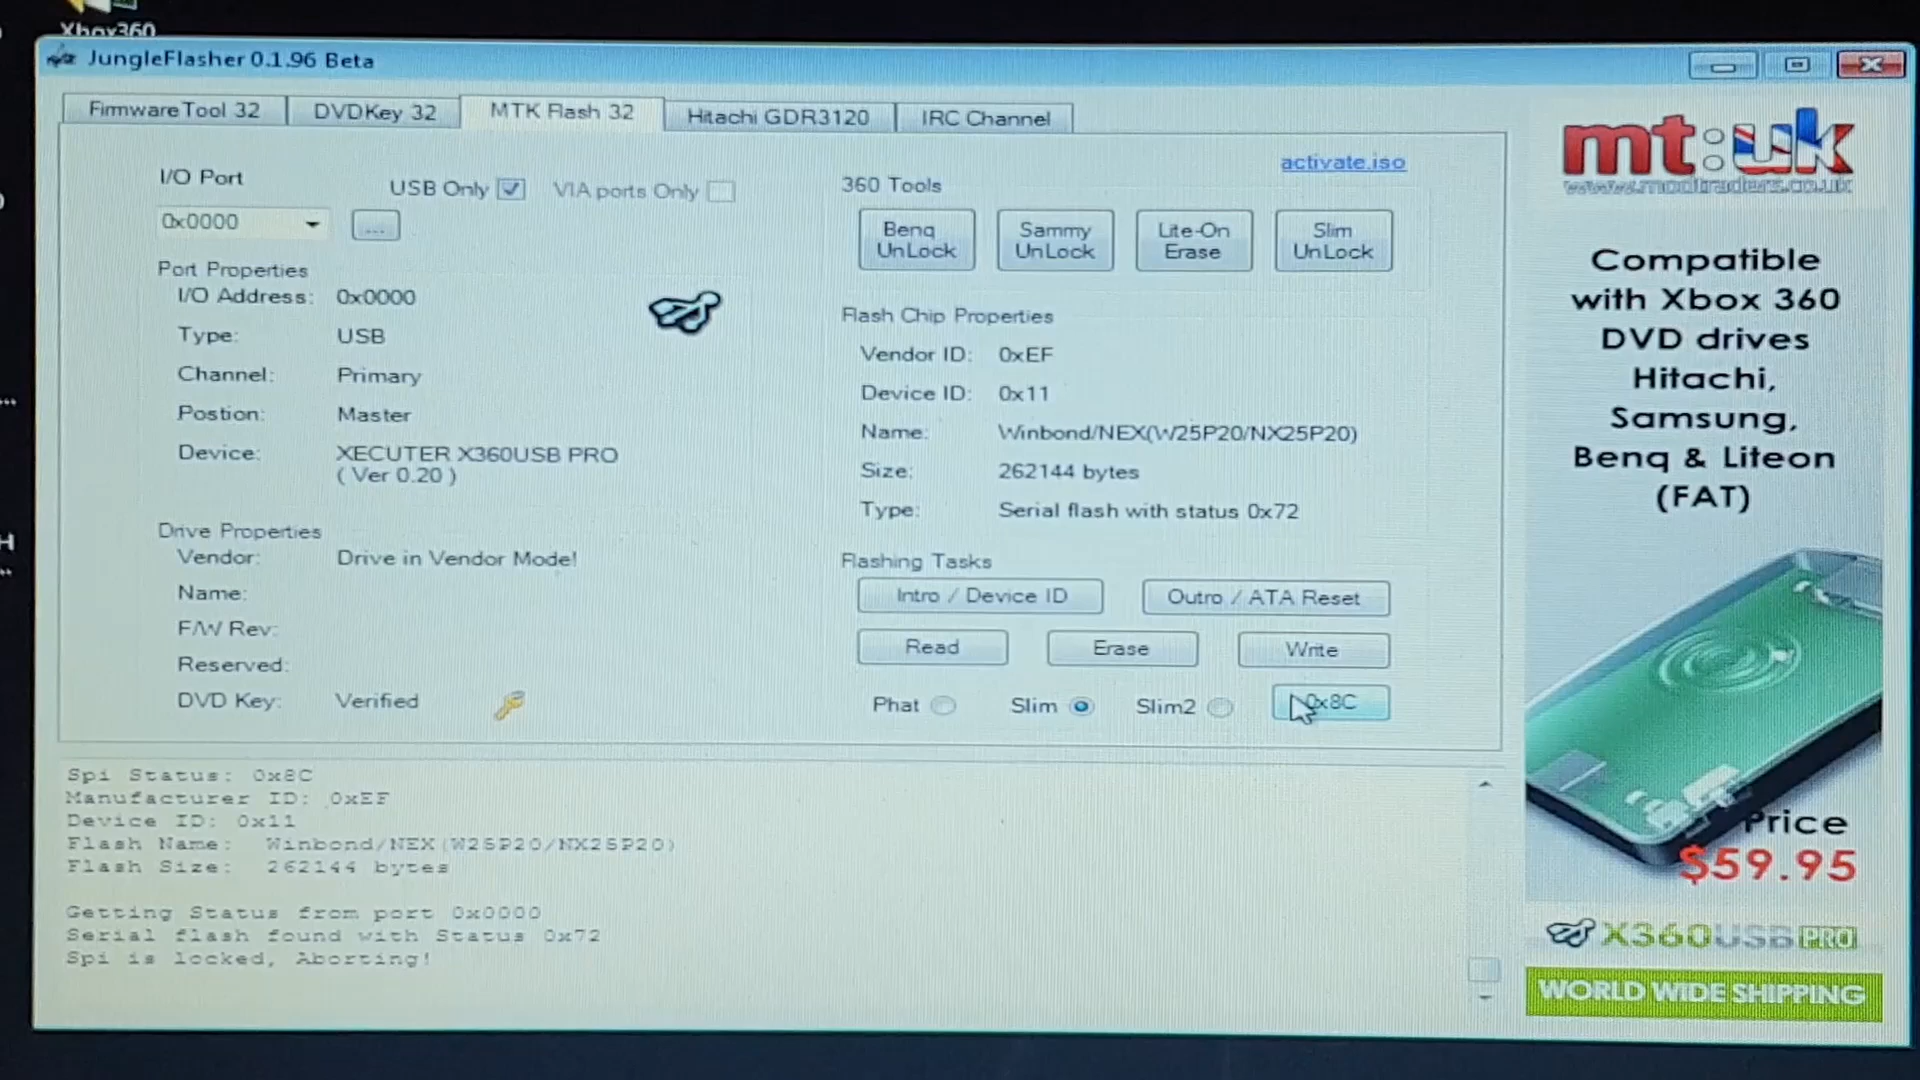 Xbox360
JungleFlasher 0.1.96 Beta
FirmwareTool 32
DVDKey 32
MTK Flash 32
Hitachi GDR3120
IRC Channel
I/O Port
USB Only
VIA ports Only
0x0000
...
Port Properties
I/O Address: 0x0000
Type: USB
Channel: Primary
Postion: Master
Device: XECUTER X360USB PRO
( Ver 0.20 )
Drive Properties
Vendor: Drive in Vendor Mode!
Name:
F/W Rev:
Reserved:
DVD Key: Verified
activate.iso
360 Tools
Benq UnLock
Sammy UnLock
Lite-On Erase
Slim UnLock
Flash Chip Properties
Vendor ID: 0xEF
Device ID: 0x11
Name: Winbond/NEX(W25P20/NX25P20)
Size: 262144 bytes
Type: Serial flash with status 0x72
Flashing Tasks
Intro / Device ID
Outro / ATA Reset
Read
Erase
Write
Phat
Slim
Slim2
0x8C
Spi Status: 0x8C
Manufacturer ID: 0xEF
Device ID: 0x11
Flash Name: Winbond/NEX(W25P20/NX25P20)
Flash Size: 262144 bytes
Getting Status from port 0x0000
Serial flash found with Status 0x72
Spi is locked, Aborting!
mt:uk
www.modtraders.co.uk
Compatible
with Xbox 360
DVD drives
Hitachi,
Samsung,
Benq & Liteon
(FAT)
Price
$59.95
X360USB PRO
WORLD WIDE SHIPPING